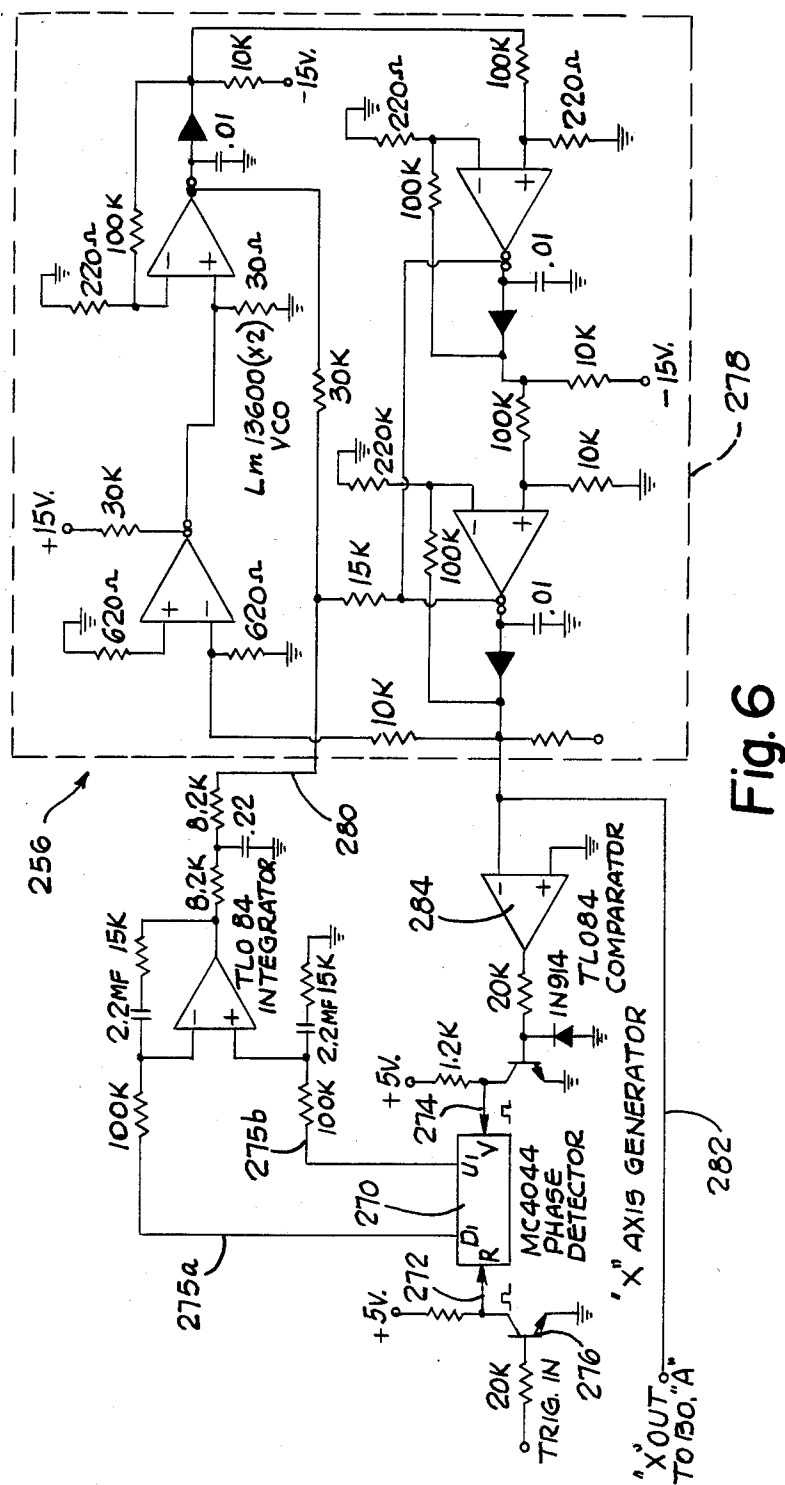 "X" OUT
TO 130, "A"
TRIG. IN
20K
276
+5V.
272
R
D1
U1
V
270
MC4044
PHASE
DETECTOR
"X" AXIS GENERATOR
282
275a
275b
100K
2.2MF 15K
100K
2.2MF 15K
TL084
INTEGRATOR
8.2K
8.2K
.22
280
256
274
+5V.
1.2K
20K
1N914
284
TL084
COMPARATOR
+15V.
30K
620Ω
620Ω
Lm 13600(x2)
VCO
220Ω
100K
30Ω
.01
10K
-15V.
30K
15K
10K
100K
220K
.01
10K
100K
10K
-15V.
100K
220Ω
.01
100K
220Ω
278
Fig. 6
+
-
-
+
-
+
-
+
-
+
-
+